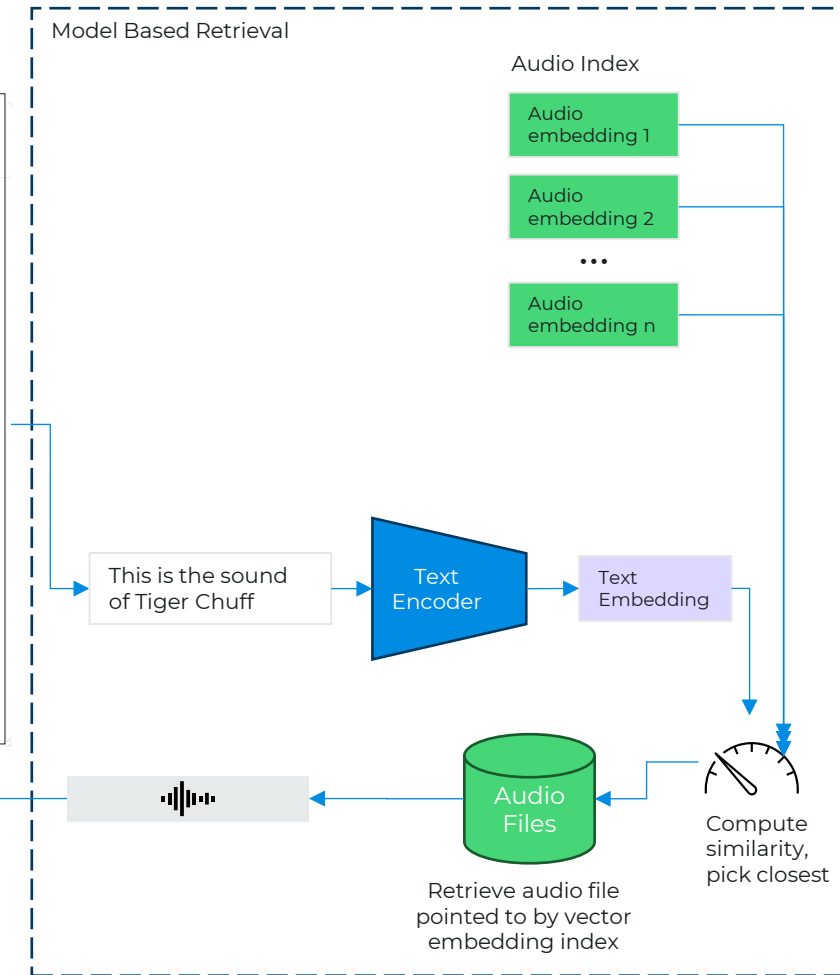 Model Based Retrieval
Audio Index
Audio
embedding 1
Audio
embedding 2
...
Audio
embedding n
This is the sound
of Tiger Chuff
Text
Encoder
Text
Embedding
Audio
Files
Compute
similarity,
pick closest
Retrieve audio file
pointed to by vector
embedding index